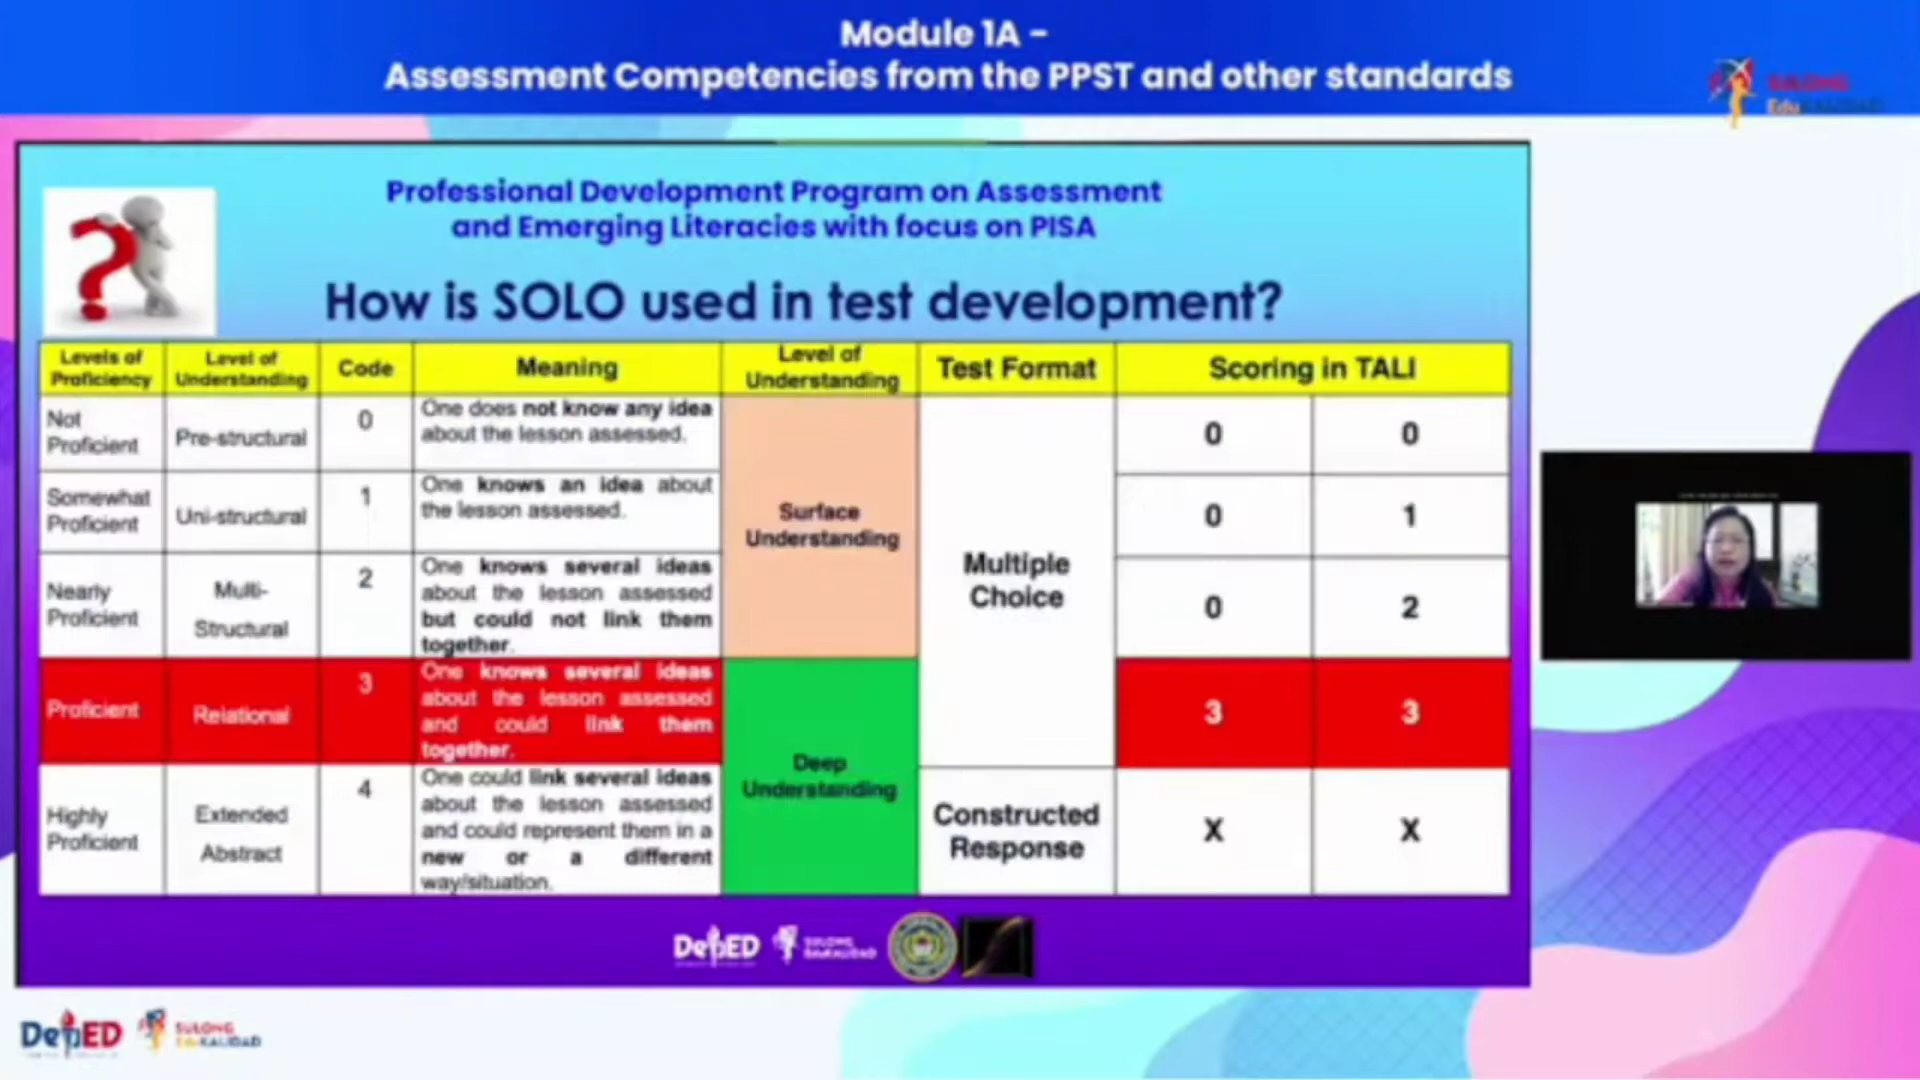 Module 1A -
Assessment Competencies from the PPST and other standards
SULONG
EduKALIDAD
Professional Development Program on Assessment
and Emerging Literacies with focus on PISA
How is SOLO used in test development?
Levels of
Proficiency
Level of
Understanding
Code
Meaning
Level of
Understanding
Test Format
Scoring in TALI
Not
Proficient
Pre-structural
0
One does not know any idea
about the lesson assessed.
Surface
Understanding
Multiple
Choice
0
0
Somewhat
Proficient
Uni-structural
1
One knows an idea about
the lesson assessed.
0
1
Nearly
Proficient
Multi-
Structural
2
One knows several ideas
about the lesson assessed
but could not link them
together.
0
2
Proficient
Relational
3
One knows several ideas
about the lesson assessed
and could link them
together.
Deep
Understanding
3
3
Highly
Proficient
Extended
Abstract
4
One could link several ideas
about the lesson assessed
and could represent them in a
new or a different
way/situation.
Constructed
Response
X
X
DepED
SULONG
EduKALIDAD
DepED
SULONG
EduKALIDAD